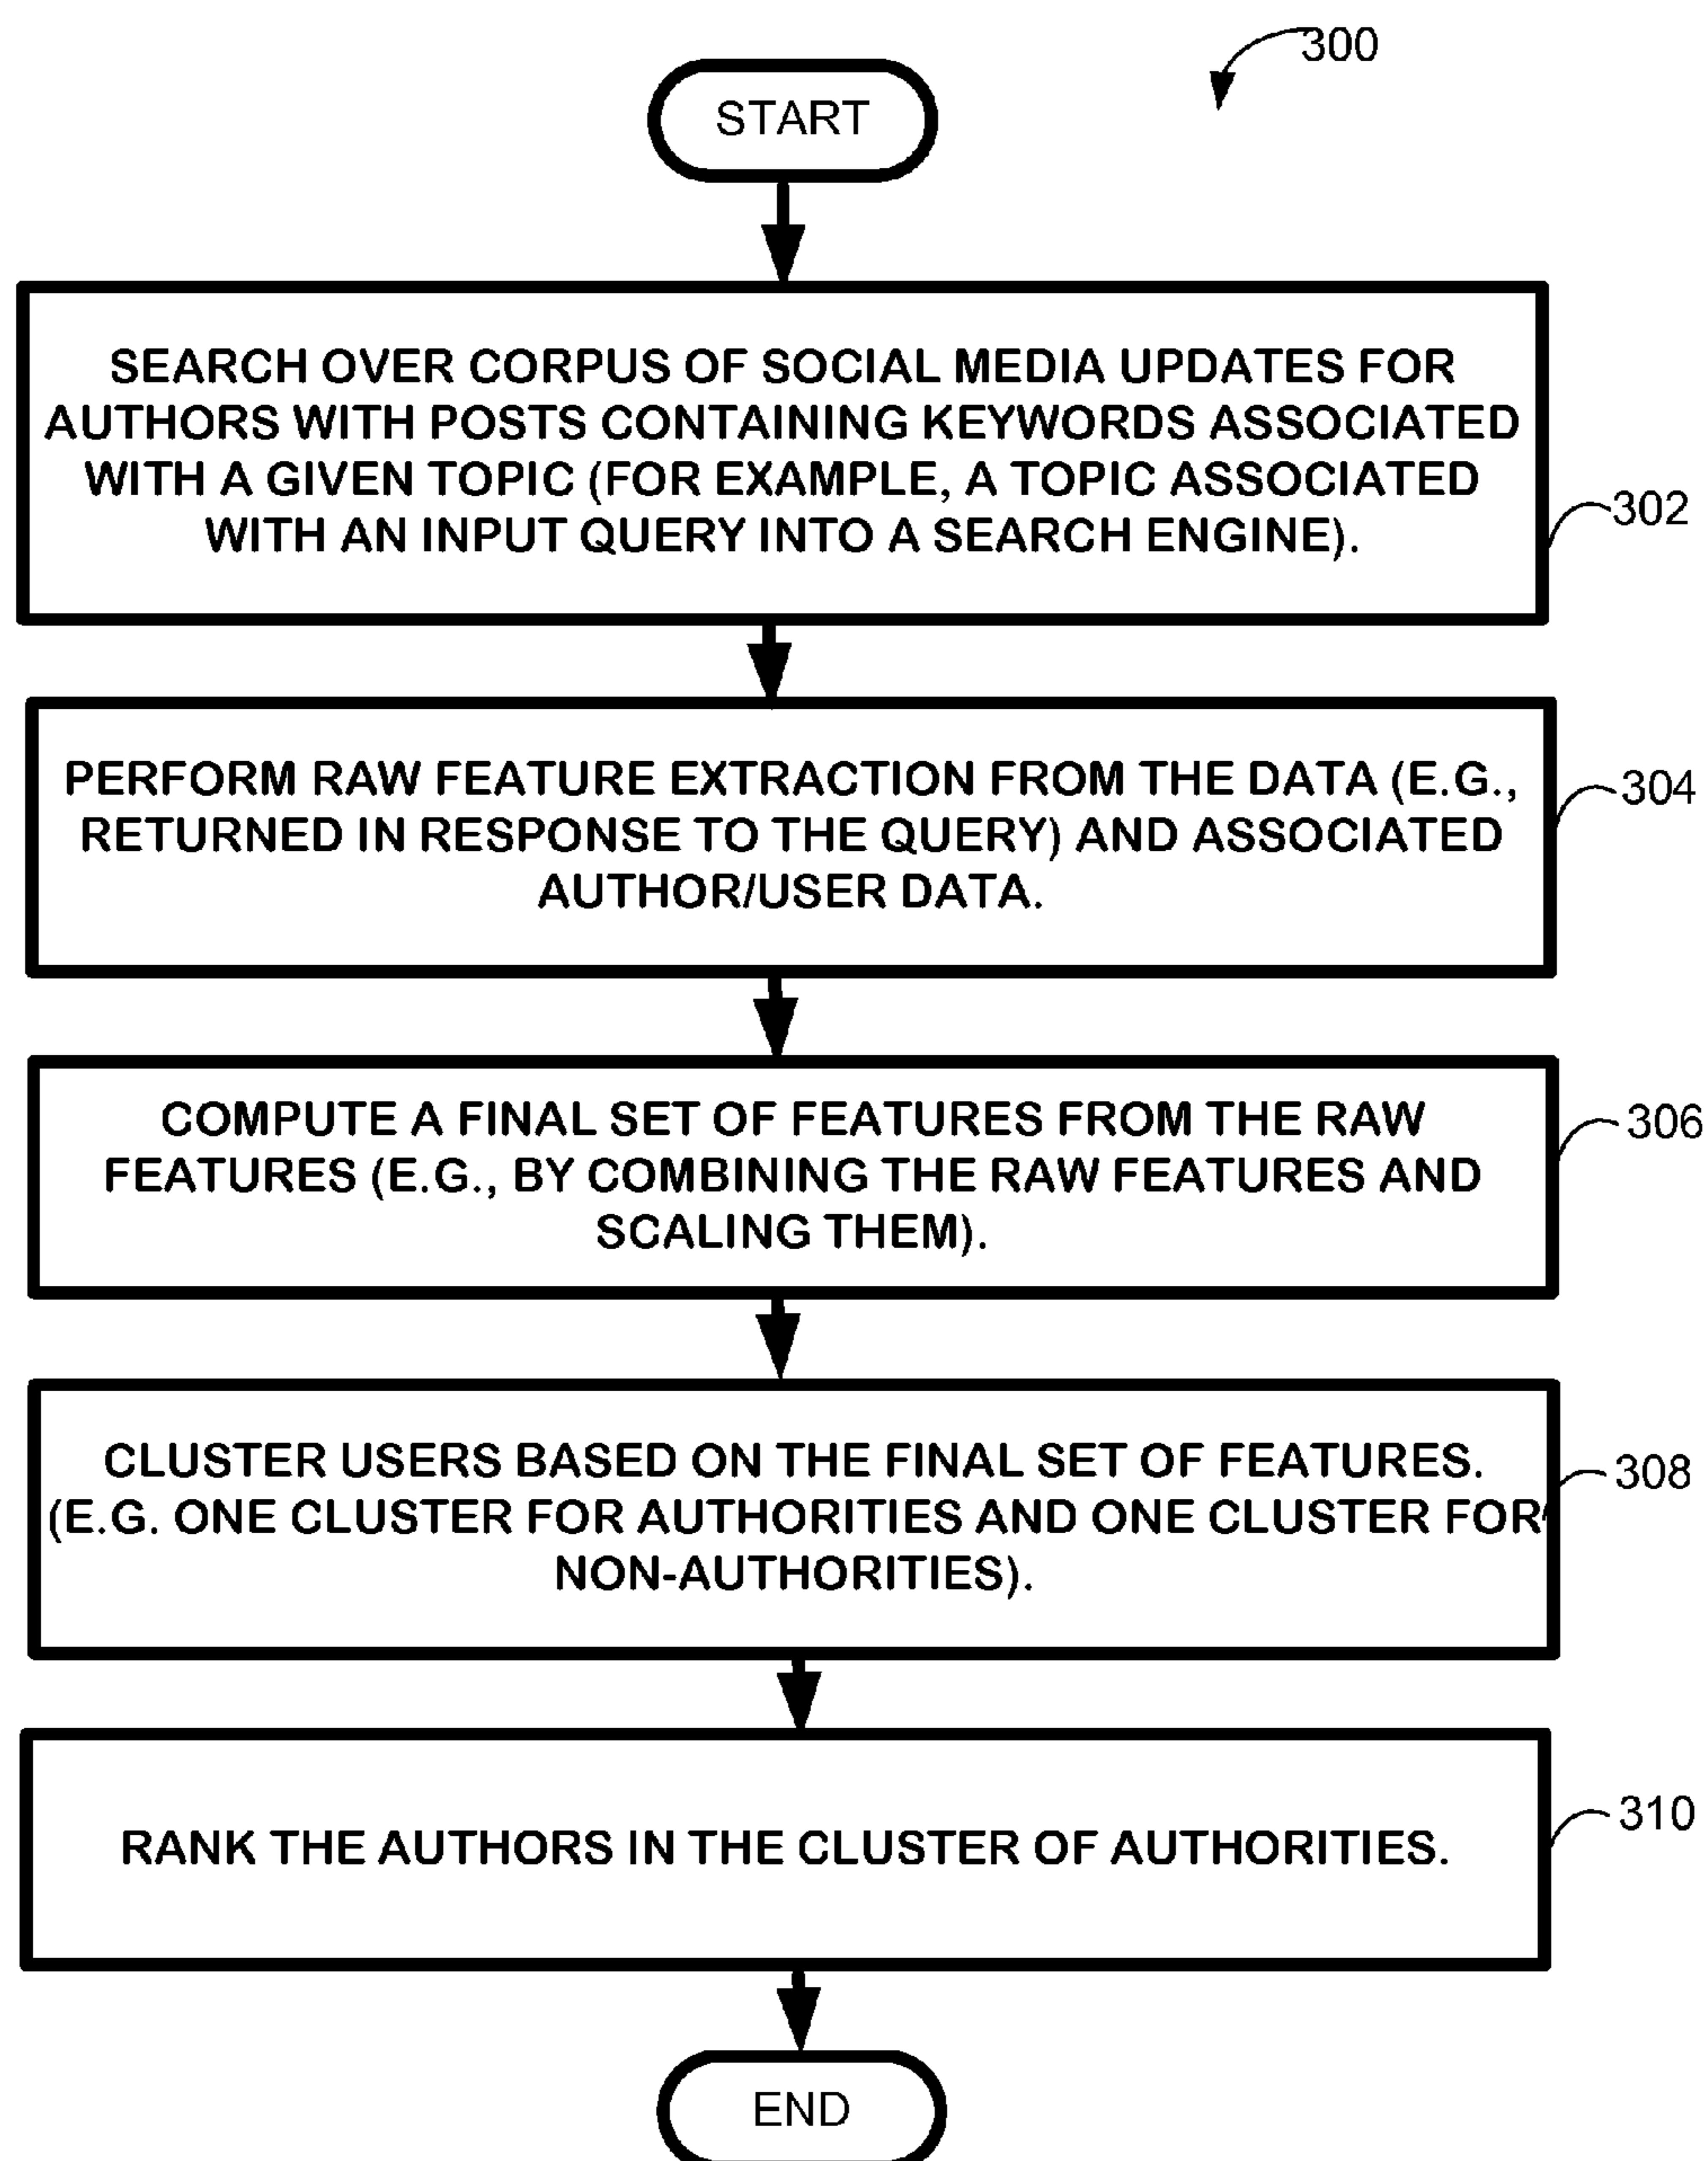 300
START
SEARCH OVER CORPUS OF SOCIAL MEDIA UPDATES FOR
AUTHORS WITH POSTS CONTAINING KEYWORDS ASSOCIATED
WITH A GIVEN TOPIC (FOR EXAMPLE, A TOPIC ASSOCIATED
WITH AN INPUT QUERY INTO A SEARCH ENGINE).
302
PERFORM RAW FEATURE EXTRACTION FROM THE DATA (E.G.,
RETURNED IN RESPONSE TO THE QUERY) AND ASSOCIATED
AUTHOR/USER DATA.
304
COMPUTE A FINAL SET OF FEATURES FROM THE RAW
FEATURES (E.G., BY COMBINING THE RAW FEATURES AND
SCALING THEM).
306
CLUSTER USERS BASED ON THE FINAL SET OF FEATURES.
(E.G. ONE CLUSTER FOR AUTHORITIES AND ONE CLUSTER FOR
NON-AUTHORITIES).
308
RANK THE AUTHORS IN THE CLUSTER OF AUTHORITIES.
310
END